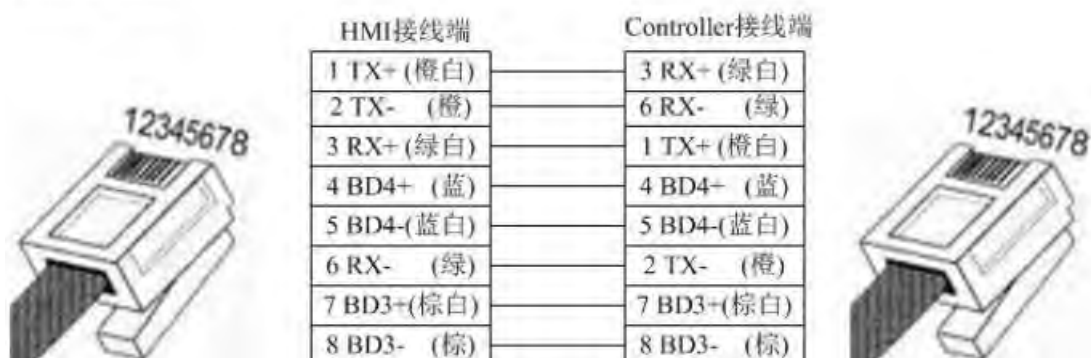 HMI接线端
Controller接线端
1 TX+ (橙白)
3 RX+ (绿白)
2 TX- (橙)
6 RX- (绿)
3 RX+ (绿白)
1 TX+ (橙白)
4 BD4+ (蓝)
4 BD4+ (蓝)
5 BD4-(蓝白)
5 BD4-(蓝白)
6 RX- (绿)
2 TX- (橙)
7 BD3+(棕白)
7 BD3+(棕白)
8 BD3- (棕)
8 BD3- (棕)
12345678
12345678